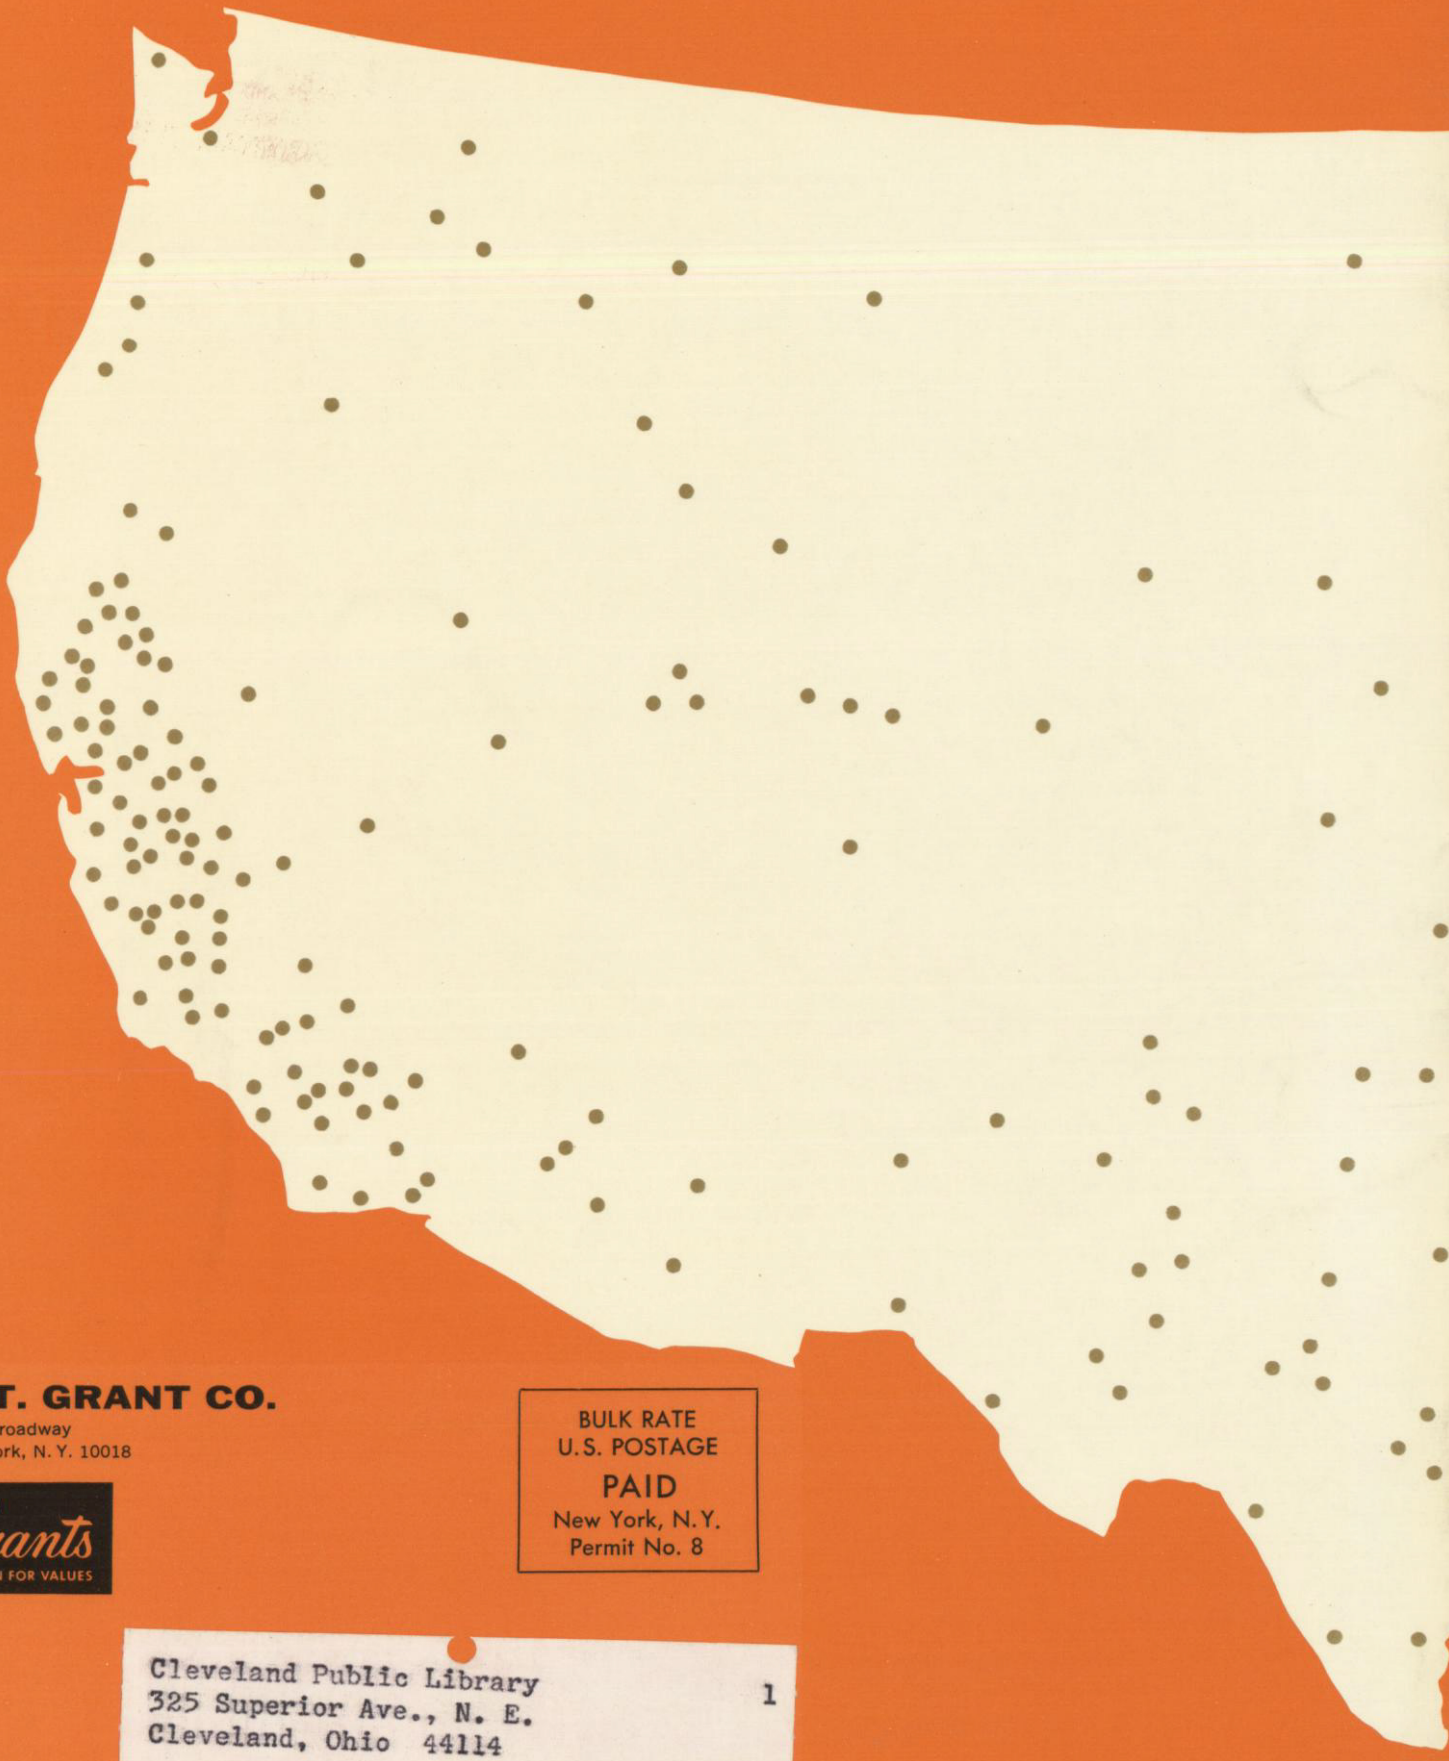 T. GRANT CO.
roadway
ork, N. Y. 10018
ants
FOR VALUES
BULK RATE
U.S. POSTAGE
PAID
New York, N.Y.
Permit No. 8
Cleveland Public Library
325 Superior Ave., N. E.
Cleveland, Ohio 44114
1